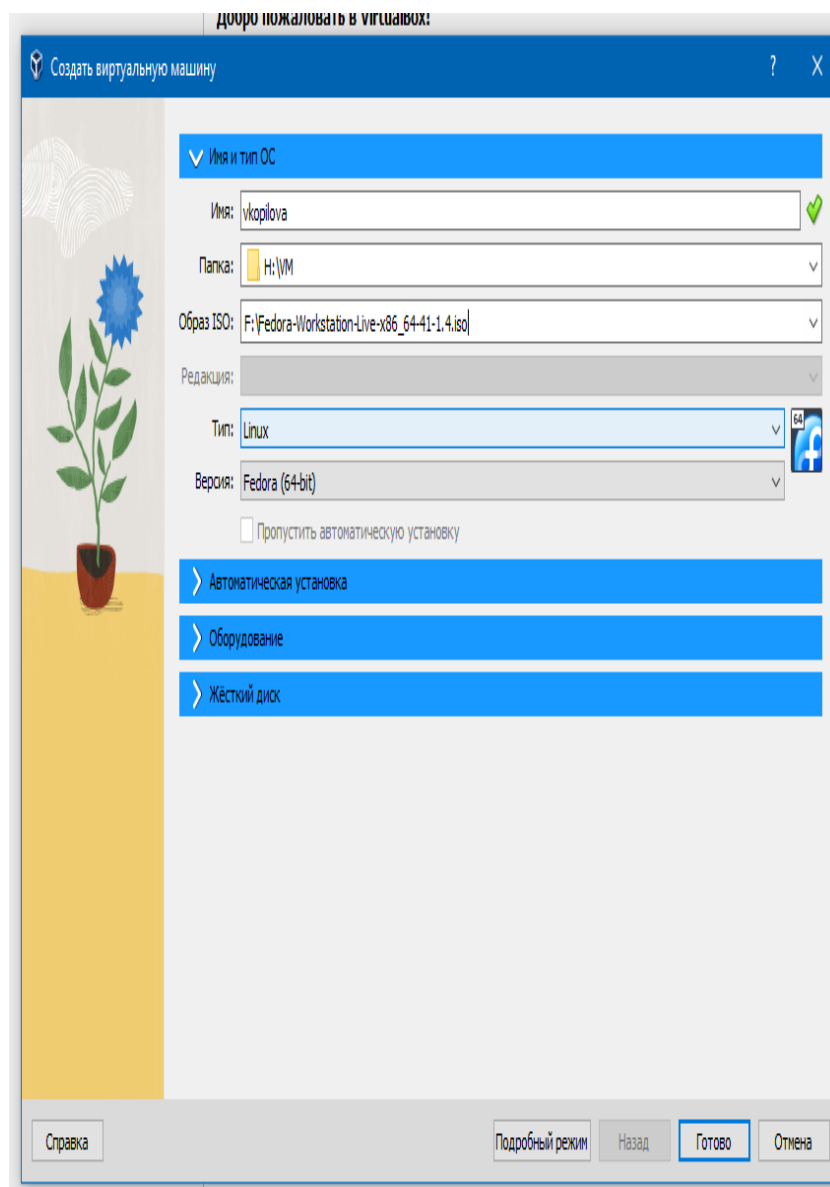 Добро пожаловать в VirtualBox!
Создать виртуальную машину ? X
Имя и тип ОС
Имя: vkopilova
Папка: H:\VM
Образ ISO: F:\Fedora-Workstation-Live-x86_64-41-1.4.iso
Редакция:
Тип: Linux
64
Версия: Fedora (64-bit)
Пропустить автоматическую установку
Автоматическая установка
Оборудование
Жёсткий диск
Справка Подробный режим Назад Готово Отмена